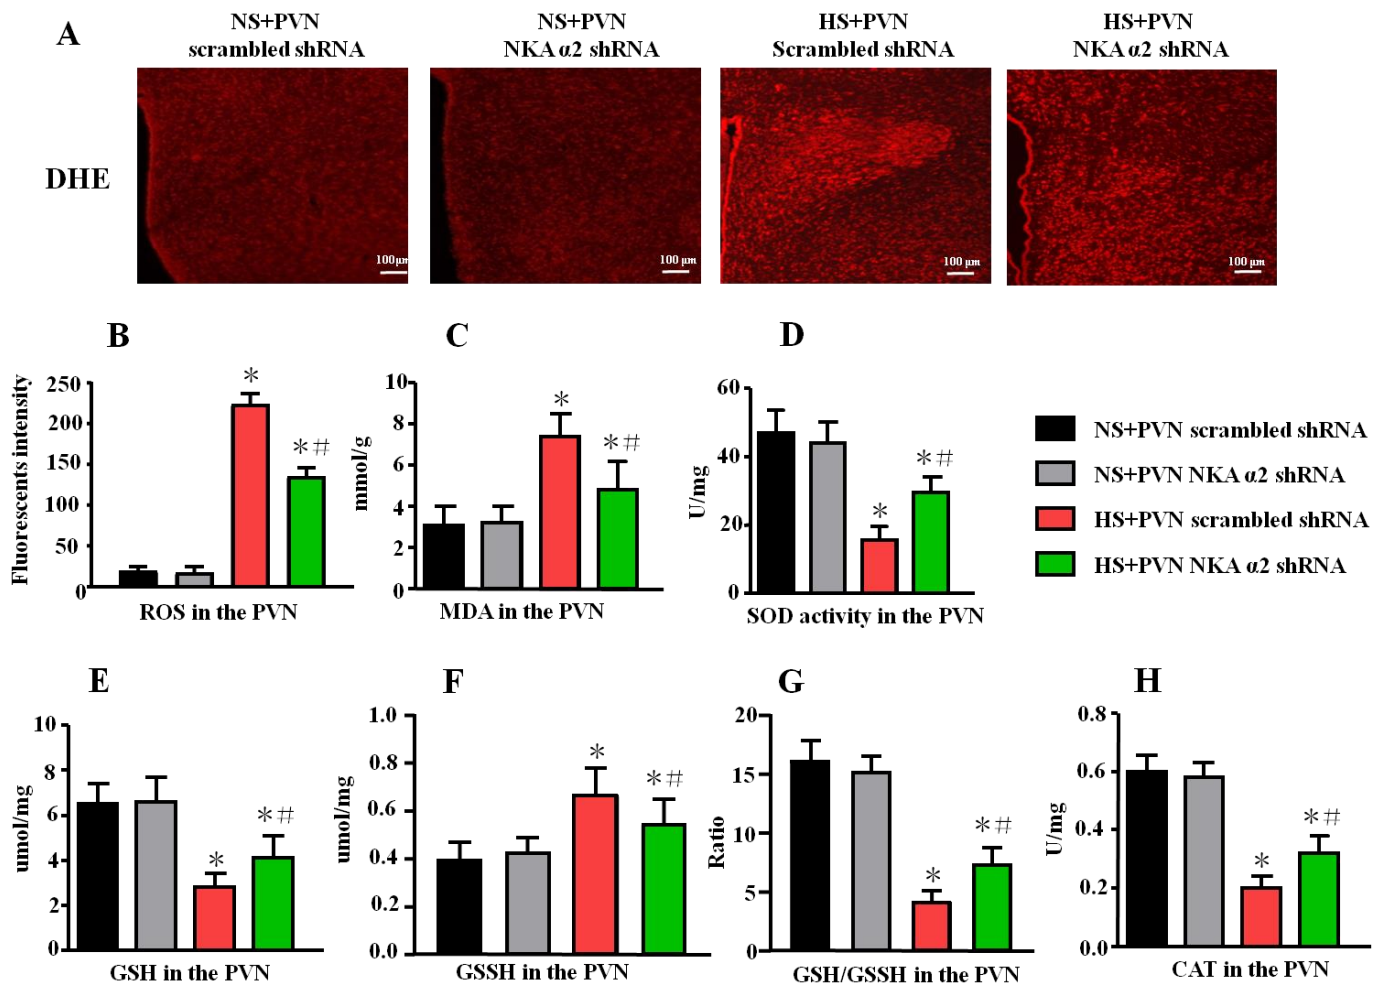 A
NS+PVN
scrambled shRNA
NS+PVN
NKA α2 shRNA
HS+PVN
Scrambled shRNA
HS+PVN
NKA α2 shRNA
DHE
100 μm
100 μm
100 μm
100 μm
B
Fluorescents intensity
250
200
150
100
50
0
*
*#
ROS in the PVN
C
mmol/g
10
8
6
4
2
0
*
*#
MDA in the PVN
D
U/mg
60
40
20
0
*
*#
SOD activity in the PVN
NS+PVN scrambled shRNA
NS+PVN NKA α2 shRNA
HS+PVN scrambled shRNA
HS+PVN NKA α2 shRNA
E
umol/mg
10
8
6
4
2
0
*
*#
GSH in the PVN
F
umol/mg
1.0
0.8
0.6
0.4
0.2
0.0
*
*#
GSSH in the PVN
G
Ratio
20
15
10
5
0
*
*#
GSH/GSSH in the PVN
H
U/mg
0.8
0.6
0.4
0.2
0.0
*
*#
CAT in the PVN